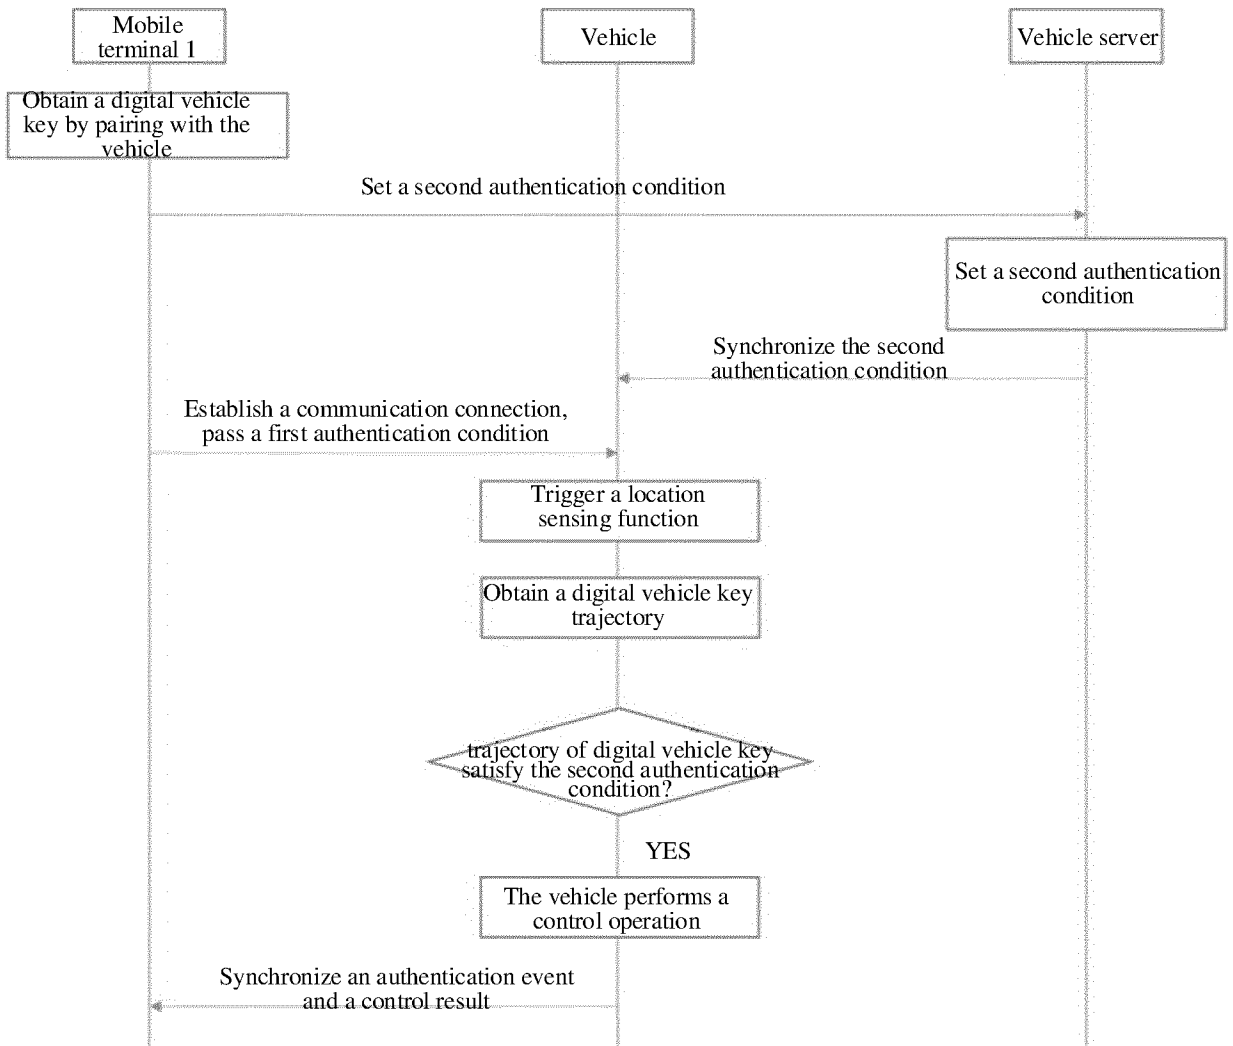 Mobile
terminal 1
Vehicle
Vehicle server
Obtain a digital vehicle
key by pairing with the
vehicle
Set a second authentication condition
Set a second authentication
condition
Synchronize the second
authentication condition
Establish a communication connection,
pass a first authentication condition
Trigger a location
sensing function
Obtain a digital vehicle key
trajectory
trajectory of digital vehicle key
satisfy the second authentication
condition?
YES
The vehicle performs a
control operation
Synchronize an authentication event
and a control result